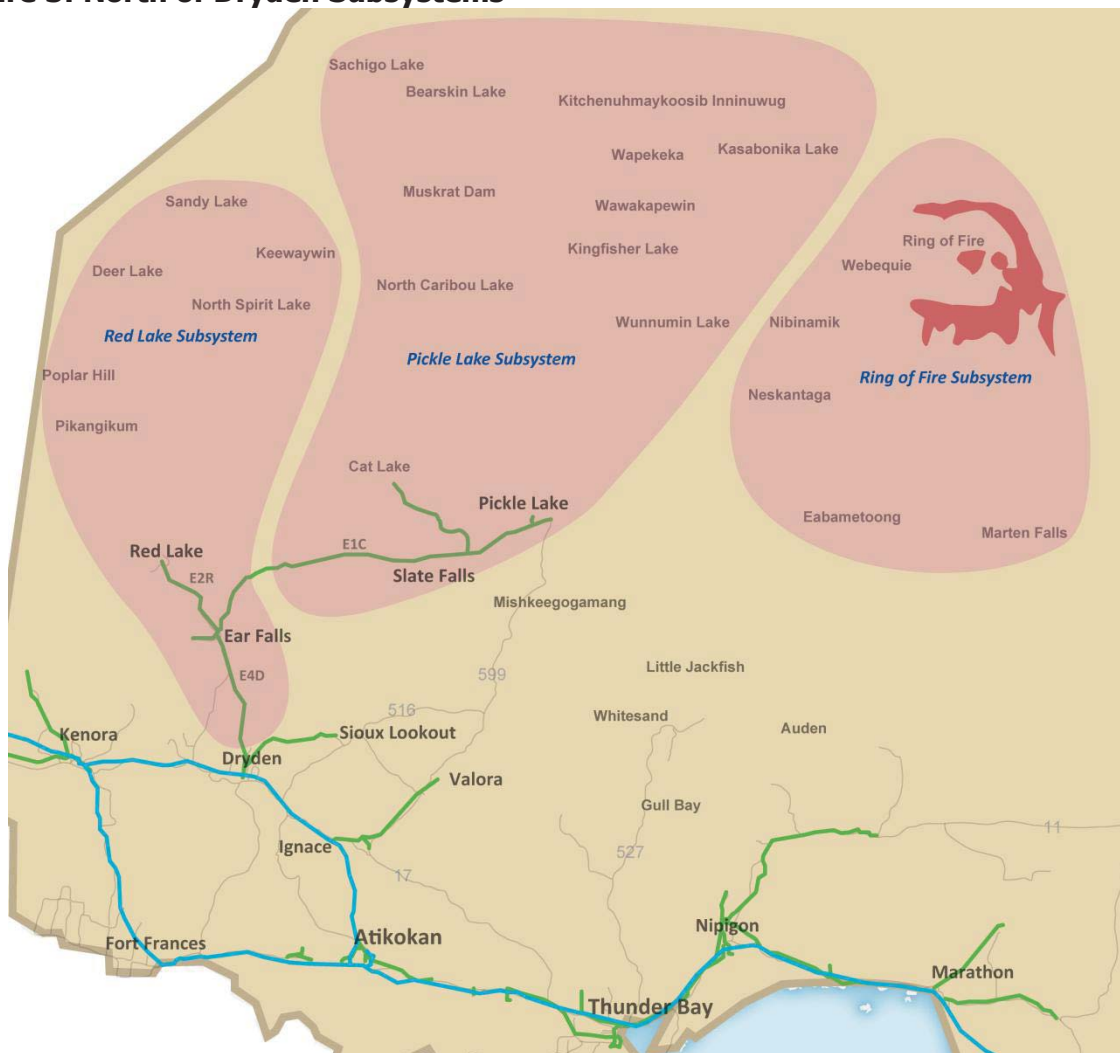 North of Dryden Subsystems
Sachigo Lake
Bearskin Lake
Kitchenuhmaykoosib Inninuwug
Wapekeka
Kasabonika Lake
Muskrat Dam
Sandy Lake
Wawakapewin
Ring of Fire
Keewaywin
Kingfisher Lake
Webequie
Deer Lake
North Caribou Lake
North Spirit Lake
Wunnumin Lake
Nibinamik
Red Lake Subsystem
Pickle Lake Subsystem
Ring of Fire Subsystem
Poplar Hill
Neskantaga
Pikangikum
Cat Lake
Pickle Lake
Eabametoong
Marten Falls
Red Lake
E1C
E2R
Slate Falls
Mishkeegogamang
Ear Falls
E4D
Little Jackfish
599
516
Whitesand
Auden
Kenora
Sioux Lookout
Dryden
Valora
Gull Bay
11
Ignace
527
17
Fort Frances
Atikokan
Nipigon
Marathon
Thunder Bay